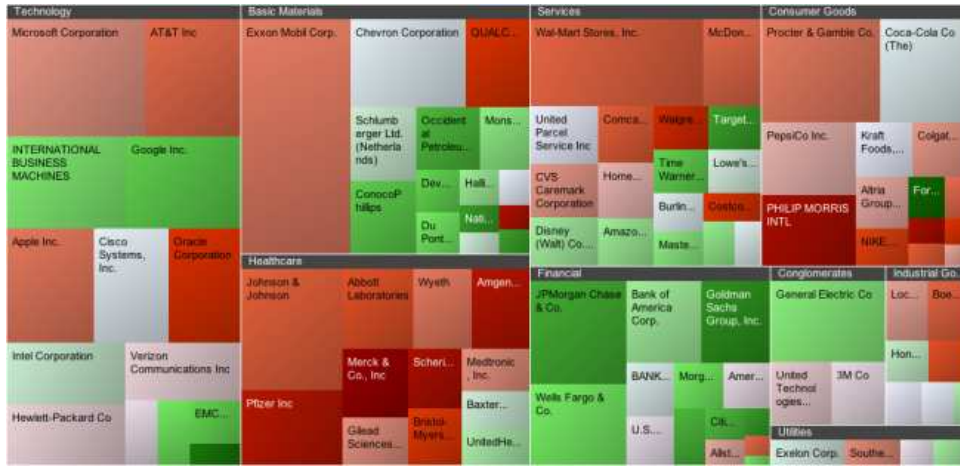 Technology
Microsoft Corporation
AT&T Inc
INTERNATIONAL
BUSINESS
MACHINES
Google Inc.
Apple Inc.
Cisco
Systems,
Inc.
Oracle
Corporation
Intel Corporation
Verizon
Communications Inc
Hewlett-Packard Co
EMC...
Basic Materials
Exxon Mobil Corp.
Chevron Corporation
QUALC...
Schlumb
erger Ltd.
(Netherla
nds)
Occident
al
Petroleu...
Mons...
ConocoP
hillips
Dev...
Halli...
Du
Pont...
Nati...
Healthcare
Johnson &
Johnson
Abbott
Laboratories
Wyeth
Amgen...
Merck &
Co., Inc
Scheri...
Medtronic
, Inc.
Pfizer Inc
Gilead
Sciences...
Bristol-
Myers...
Baxter...
UnitedHe...
Services
Wal-Mart Stores, Inc.
McDon...
United
Parcel
Service Inc
Comca...
Walgre...
Target...
CVS
Caremark
Corporation
Home...
Time
Warner...
Lowe's...
Burlin...
Costco...
Disney
(Walt) Co....
Amazo...
Maste...
Consumer Goods
Procter & Gamble Co.
Coca-Cola Co
(The)
PepsiCo Inc.
Kraft
Foods,...
Colgat...
PHILIP MORRIS
INTL
Altria
Group...
For...
NIKE...
Financial
JPMorgan Chase
& Co.
Bank of
America
Corp.
Goldman
Sachs
Group, Inc.
Wells Fargo &
Co.
BANK...
Morg...
Amer...
U.S....
Citi...
Allst...
Conglomerates
General Electric Co
United
Technol
ogies...
3M Co
Industrial Go...
Loc...
Boe...
Hon...
Utilities
Exelon Corp.
Southe...